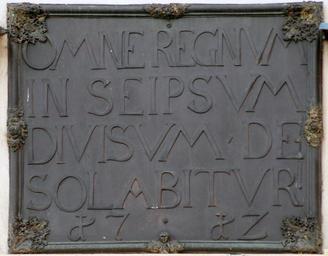 OMNE REGNVM
IN SEIPSVM
DIVISVM · DE
SOLABITVR